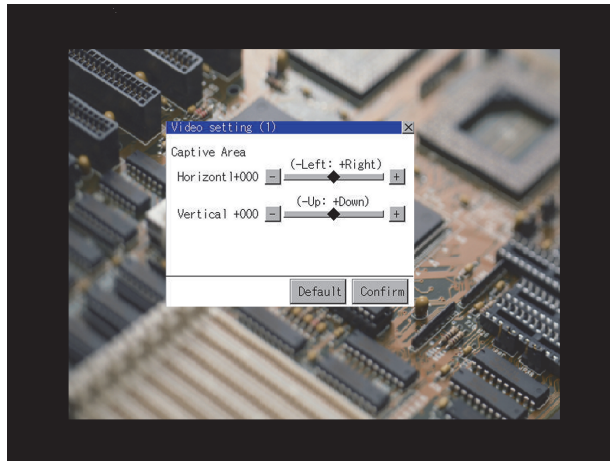 Video setting (1)
×
Captive Area
(-Left: +Right)
Horizontl+000 - +
(-Up: +Down)
Vertical +000 - +
Default Confirm